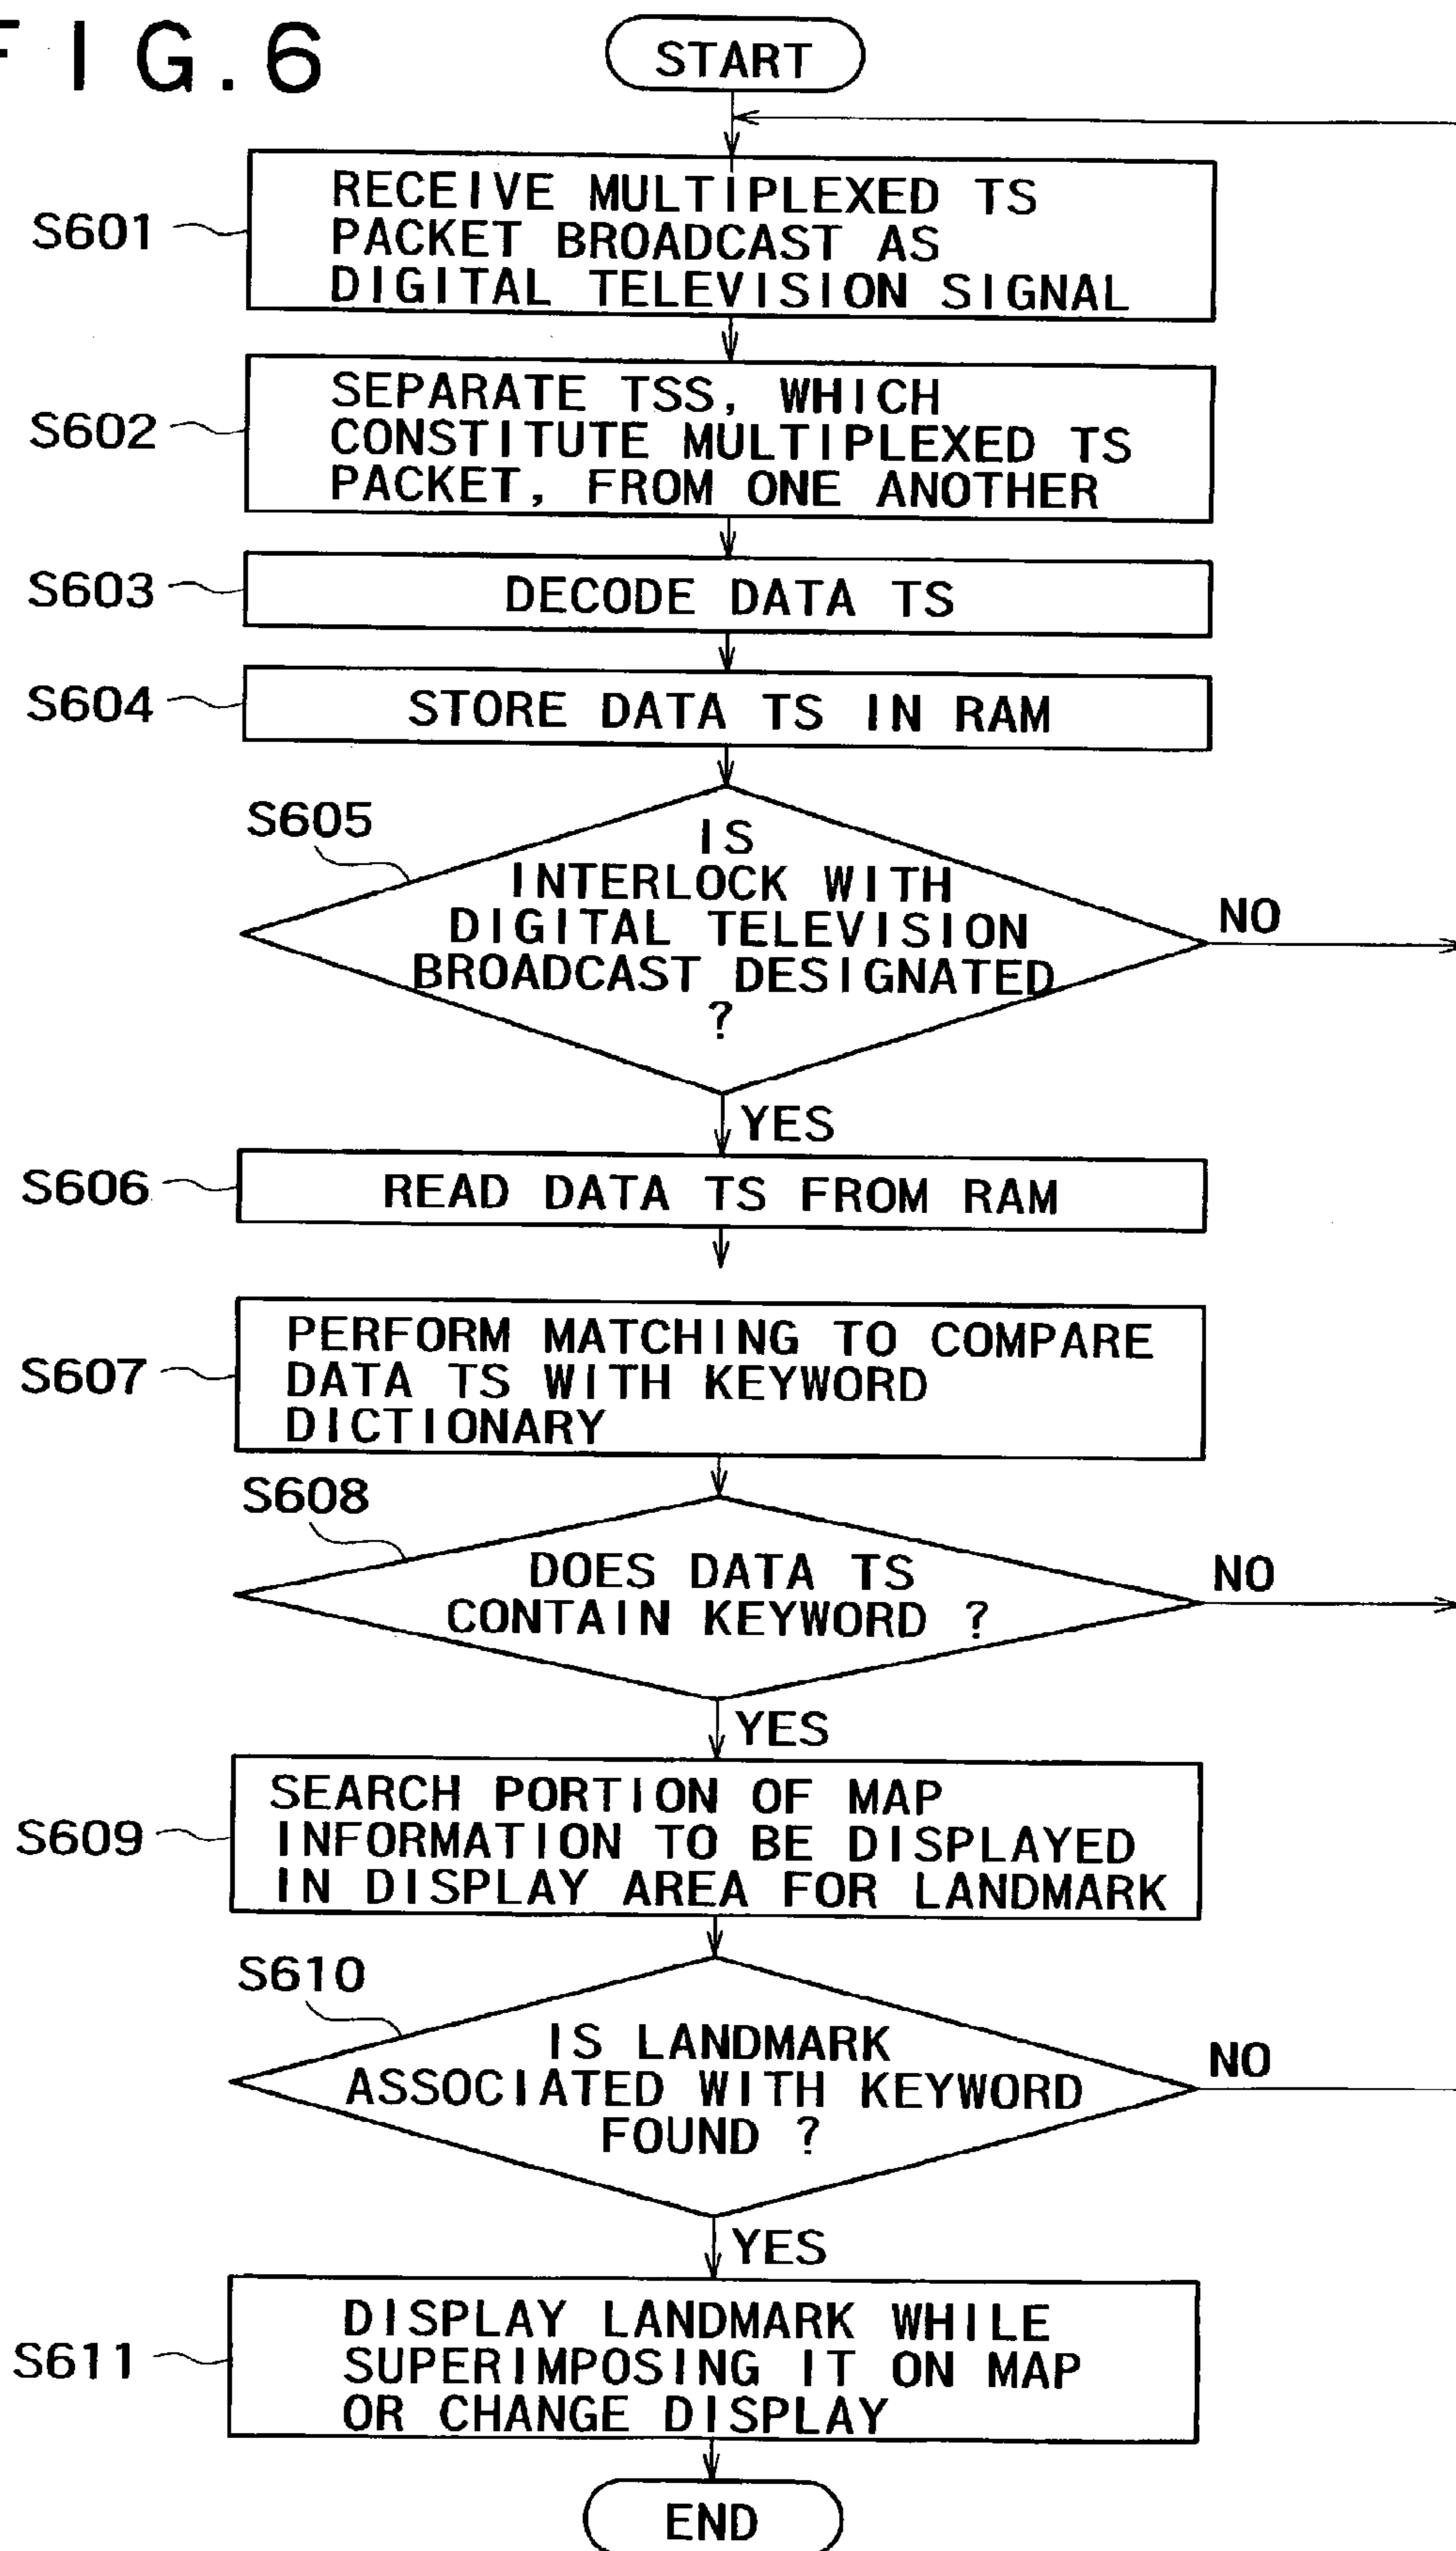 FIG.6
START
S601
RECEIVE MULTIPLEXED TS
PACKET BROADCAST AS
DIGITAL TELEVISION SIGNAL
S602
SEPARATE TSS, WHICH
CONSTITUTE MULTIPLEXED TS
PACKET, FROM ONE ANOTHER
S603
DECODE DATA TS
S604
STORE DATA TS IN RAM
S605
IS
INTERLOCK WITH
DIGITAL TELEVISION
BROADCAST DESIGNATED
?
NO
YES
S606
READ DATA TS FROM RAM
S607
PERFORM MATCHING TO COMPARE
DATA TS WITH KEYWORD
DICTIONARY
S608
DOES DATA TS
CONTAIN KEYWORD ?
NO
YES
S609
SEARCH PORTION OF MAP
INFORMATION TO BE DISPLAYED
IN DISPLAY AREA FOR LANDMARK
S610
IS LANDMARK
ASSOCIATED WITH KEYWORD
FOUND ?
NO
YES
S611
DISPLAY LANDMARK WHILE
SUPERIMPOSING IT ON MAP
OR CHANGE DISPLAY
END